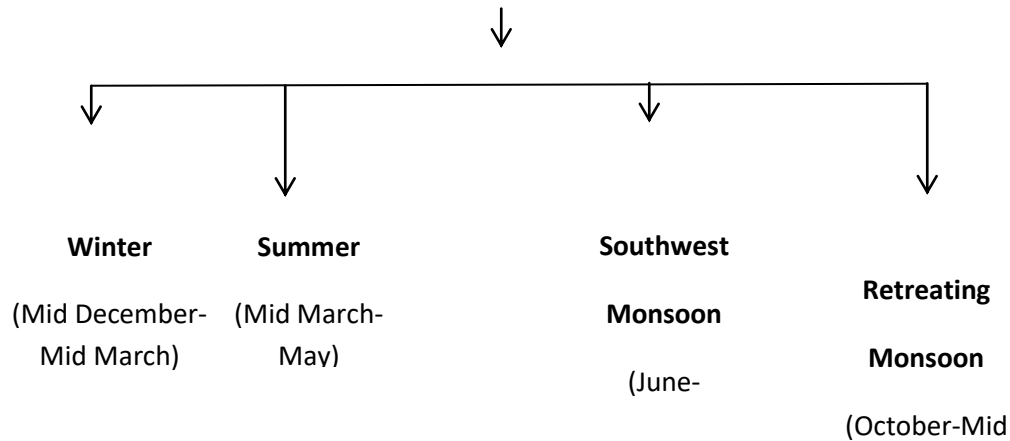 Winter
(Mid December-
Mid March)
Summer
(Mid March-
May)
Southwest
Monsoon
(June-
Retreating
Monsoon
(October-Mid